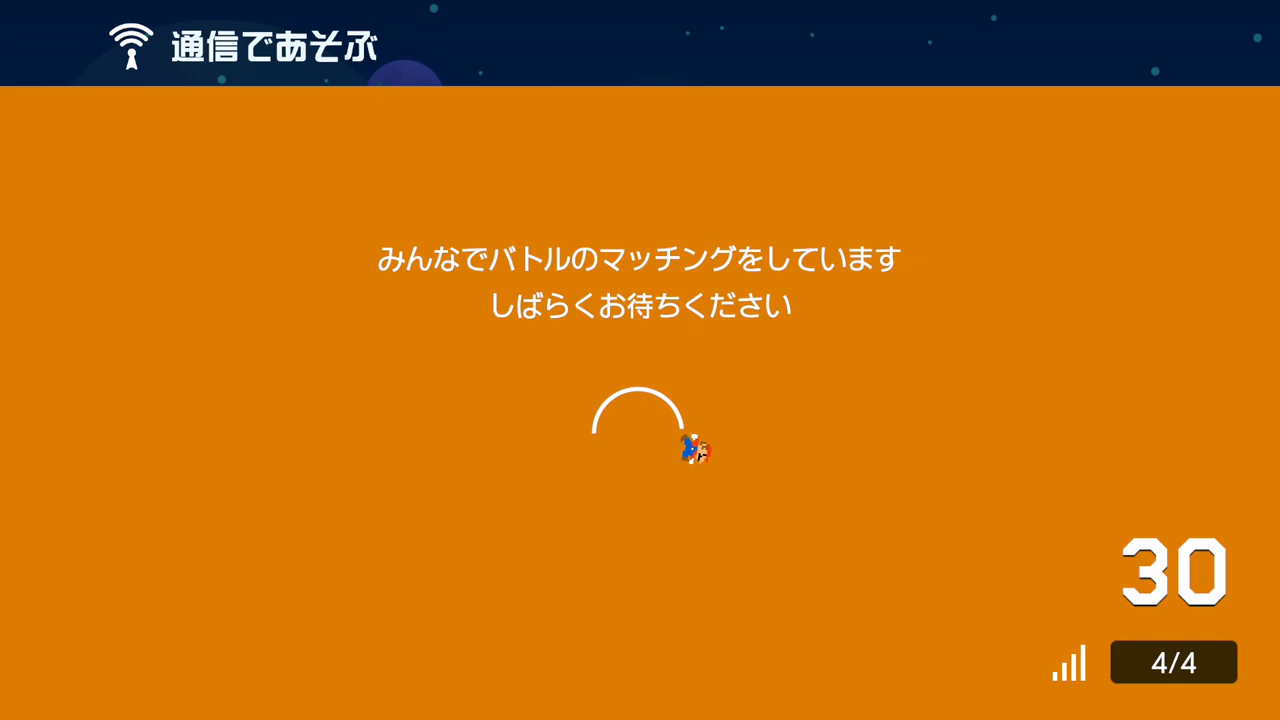 通信であそぶ
みんなでバトルのマッチングをしています
しばらくお待ちください
30
4/4